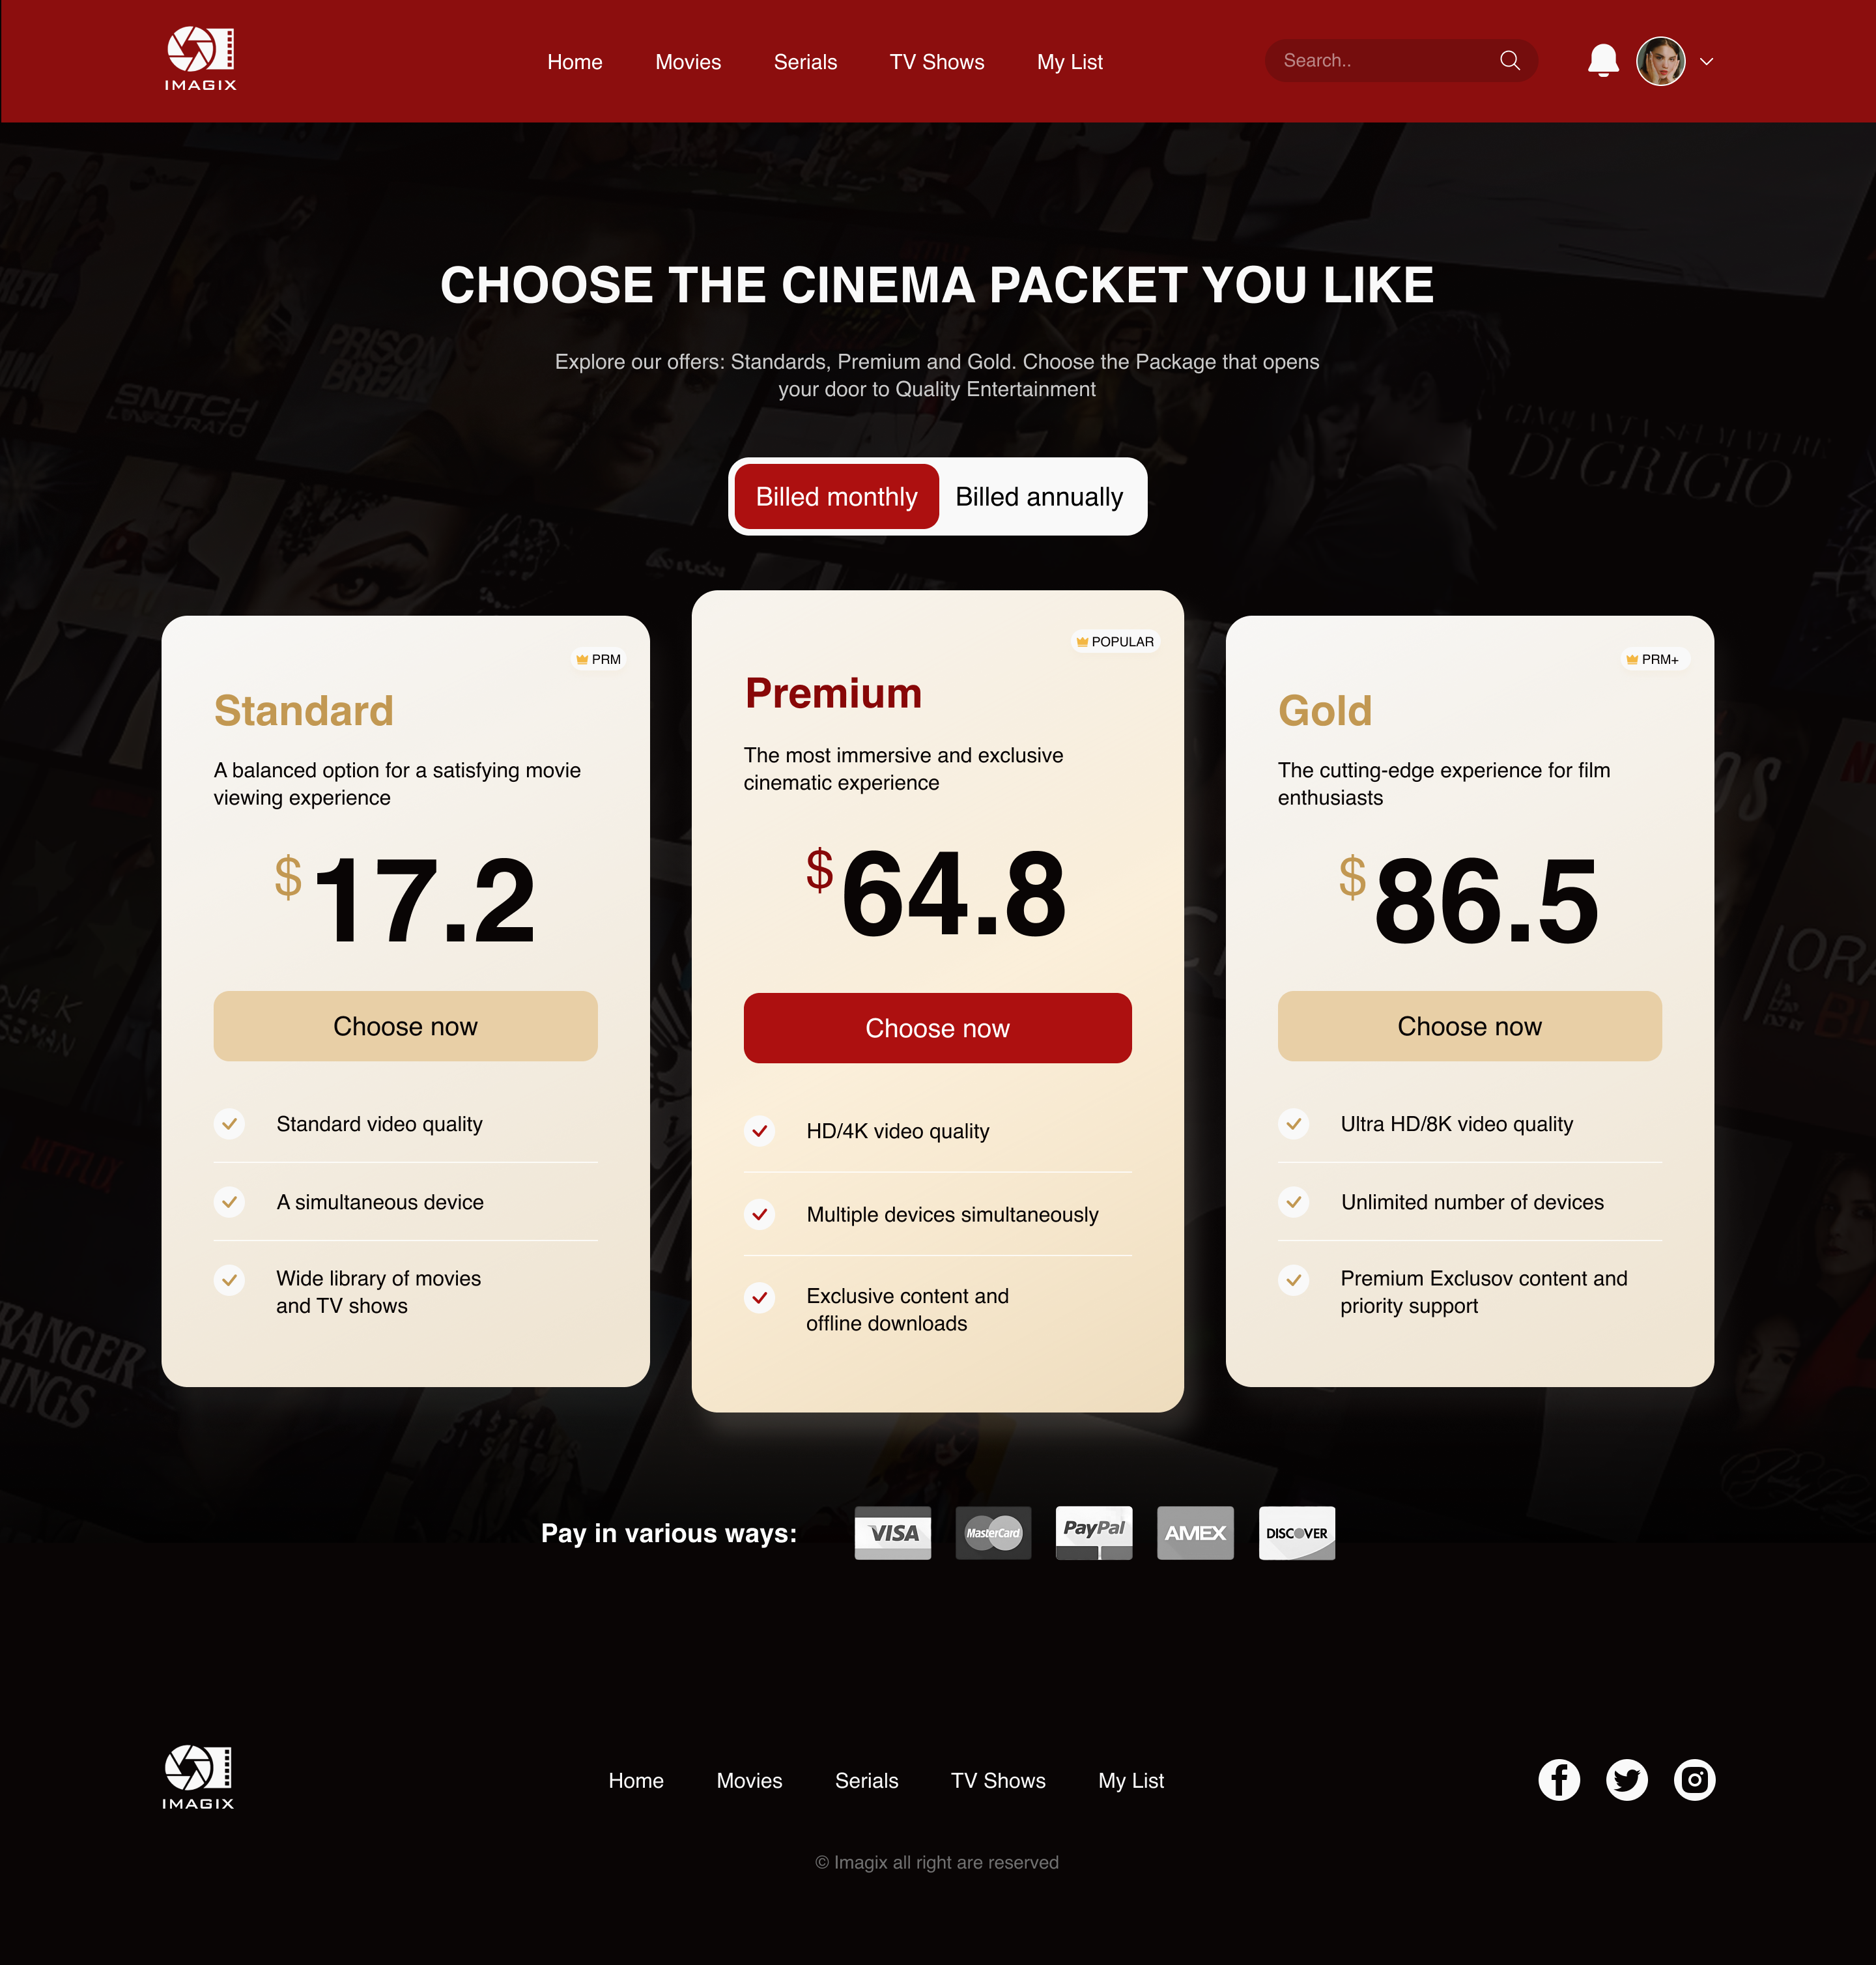 IMAGIX
Home Movies Serials TV Shows My List
Search..
CHOOSE THE CINEMA PACKET YOU LIKE
Explore our offers: Standards, Premium and Gold. Choose the Package that opens
your door to Quality Entertainment
Billed monthly Billed annually
PRM
Standard
A balanced option for a satisfying movie
viewing experience
$17.2
Choose now
Standard video quality
A simultaneous device
Wide library of movies
and TV shows
POPULAR
Premium
The most immersive and exclusive
cinematic experience
$64.8
Choose now
HD/4K video quality
Multiple devices simultaneously
Exclusive content and
offline downloads
PRM+
Gold
The cutting-edge experience for film
enthusiasts
$86.5
Choose now
Ultra HD/8K video quality
Unlimited number of devices
Premium Exclusov content and
priority support
PRISON
BREAK
SNITCH
L'INFILTRATO
DI GRIGIO
NETFLIX
Pay in various ways:
VISA
MasterCard
PayPal
AMEX
DISCOVER
IMAGIX
Home Movies Serials TV Shows My List
© Imagix all right are reserved